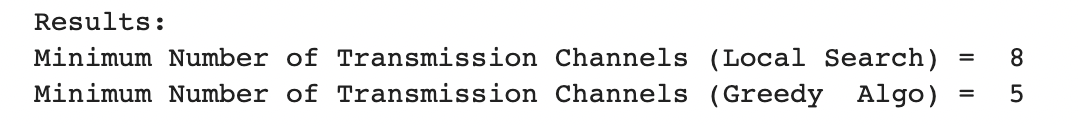 Results:
Minimum Number of Transmission Channels (Local Search) =  8
Minimum Number of Transmission Channels (Greedy  Algo) =  5